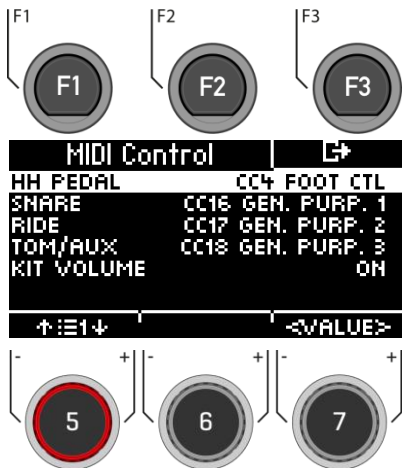 F1 F2 F3
F1 F2 F3
MIDI Control
HH PEDAL CC4 FOOT CTL
SNARE CC16 GEN. PURP. 1
RIDE CC17 GEN. PURP. 2
TOM/AUX CC18 GEN. PURP. 3
KIT VOLUME ON
↑1↓ <VALUE>
- + - + - +
5 6 7